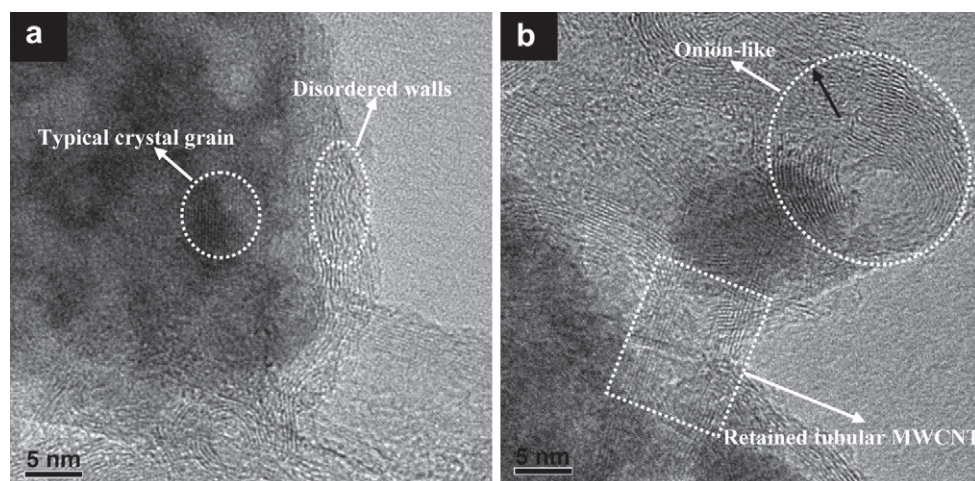 a
Disordered walls
Typical crystal grain
5 nm
b
Onion-like
Retained tubular MWCNT
5 nm